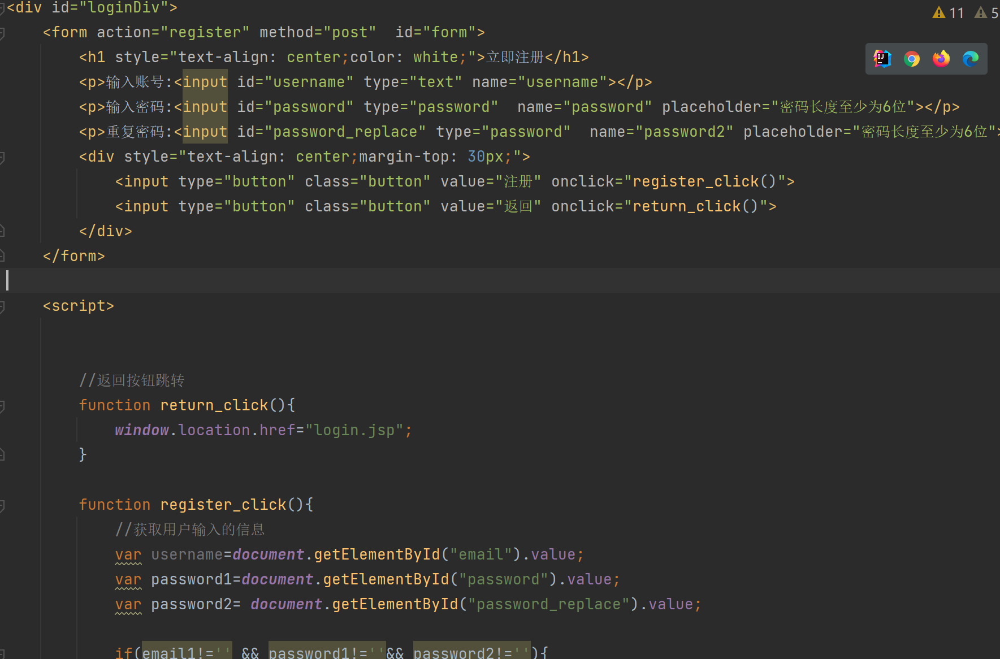 <div id="loginDiv">
11 5
<form action="register" method="post"  id="form">
<h1 style="text-align: center;color: white;">立即注册</h1>
<p>输入账号:<input id="username" type="text" name="username"></p>
<p>输入密码:<input id="password" type="password"  name="password" placeholder="密码长度至少为6位"></p>
<p>重复密码:<input id="password_replace" type="password"  name="password2" placeholder="密码长度至少为6位">
<div style="text-align: center;margin-top: 30px;">
<input type="button" class="button" value="注册" onclick="register_click()">
<input type="button" class="button" value="返回" onclick="return_click()">
</div>
</form>
<script>
//返回按钮跳转
function return_click(){
window.location.href="login.jsp";
}
function register_click(){
//获取用户输入的信息
var username=document.getElementById("email").value;
var password1=document.getElementById("password").value;
var password2= document.getElementById("password_replace").value;
if(email1!='' && password1!=''&& password2!=''){